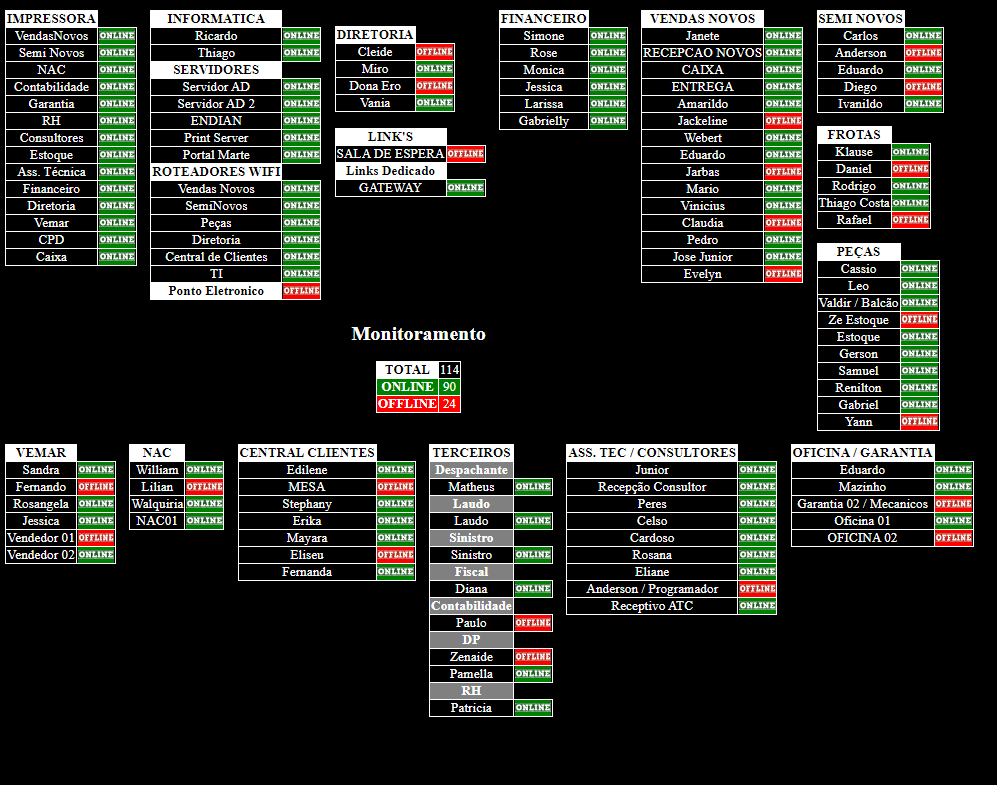 IMPRESSORA
VendasNovos ONLINE
Semi Novos ONLINE
NAC ONLINE
Contabilidade ONLINE
Garantia ONLINE
RH ONLINE
Consultores ONLINE
Estoque ONLINE
Ass. Técnica ONLINE
Financeiro ONLINE
Diretoria ONLINE
Vemar ONLINE
CPD ONLINE
Caixa ONLINE
INFORMATICA
Ricardo ONLINE
Thiago ONLINE
SERVIDORES
Servidor AD ONLINE
Servidor AD 2 ONLINE
ENDIAN ONLINE
Print Server ONLINE
Portal Marte ONLINE
ROTEADORES WIFI
Vendas Novos ONLINE
SemiNovos ONLINE
Peças ONLINE
Diretoria ONLINE
Central de Clientes ONLINE
TI ONLINE
Ponto Eletronico OFFLINE
DIRETORIA
Cleide OFFLINE
Miro ONLINE
Dona Ero OFFLINE
Vania ONLINE
LINK'S
SALA DE ESPERA OFFLINE
Links Dedicado
GATEWAY ONLINE
FINANCEIRO
Simone ONLINE
Rose ONLINE
Monica ONLINE
Jessica ONLINE
Larissa ONLINE
Gabrielly ONLINE
VENDAS NOVOS
Janete ONLINE
RECEPCAO NOVOS ONLINE
CAIXA ONLINE
ENTREGA ONLINE
Amarildo ONLINE
Jackeline OFFLINE
Webert ONLINE
Eduardo ONLINE
Jarbas OFFLINE
Mario ONLINE
Vinicius ONLINE
Claudia OFFLINE
Pedro ONLINE
Jose Junior ONLINE
Evelyn OFFLINE
SEMI NOVOS
Carlos ONLINE
Anderson OFFLINE
Eduardo ONLINE
Diego OFFLINE
Ivanildo ONLINE
FROTAS
Klause ONLINE
Daniel OFFLINE
Rodrigo ONLINE
Thiago Costa ONLINE
Rafael OFFLINE
PEÇAS
Cassio ONLINE
Leo ONLINE
Valdir / Balcão ONLINE
Ze Estoque OFFLINE
Estoque ONLINE
Gerson ONLINE
Samuel ONLINE
Renilton ONLINE
Gabriel ONLINE
Yann OFFLINE
Monitoramento
TOTAL 114
ONLINE 90
OFFLINE 24
VEMAR
Sandra ONLINE
Fernando OFFLINE
Rosangela ONLINE
Jessica ONLINE
Vendedor 01 OFFLINE
Vendedor 02 ONLINE
NAC
William ONLINE
Lilian OFFLINE
Walquiria ONLINE
NAC01 ONLINE
CENTRAL CLIENTES
Edilene ONLINE
MESA OFFLINE
Stephany ONLINE
Erika ONLINE
Mayara ONLINE
Eliseu OFFLINE
Fernanda ONLINE
TERCEIROS
Despachante
Matheus ONLINE
Laudo
Laudo ONLINE
Sinistro
Sinistro ONLINE
Fiscal
Diana ONLINE
Contabilidade
Paulo OFFLINE
DP
Zenaide OFFLINE
Pamella ONLINE
RH
Patricia ONLINE
ASS. TEC / CONSULTORES
Junior ONLINE
Recepção Consultor ONLINE
Peres ONLINE
Celso ONLINE
Cardoso ONLINE
Rosana ONLINE
Eliane ONLINE
Anderson / Programador OFFLINE
Receptivo ATC ONLINE
OFICINA / GARANTIA
Eduardo ONLINE
Mazinho ONLINE
Garantia 02 / Mecanicos OFFLINE
Oficina 01 ONLINE
OFICINA 02 OFFLINE